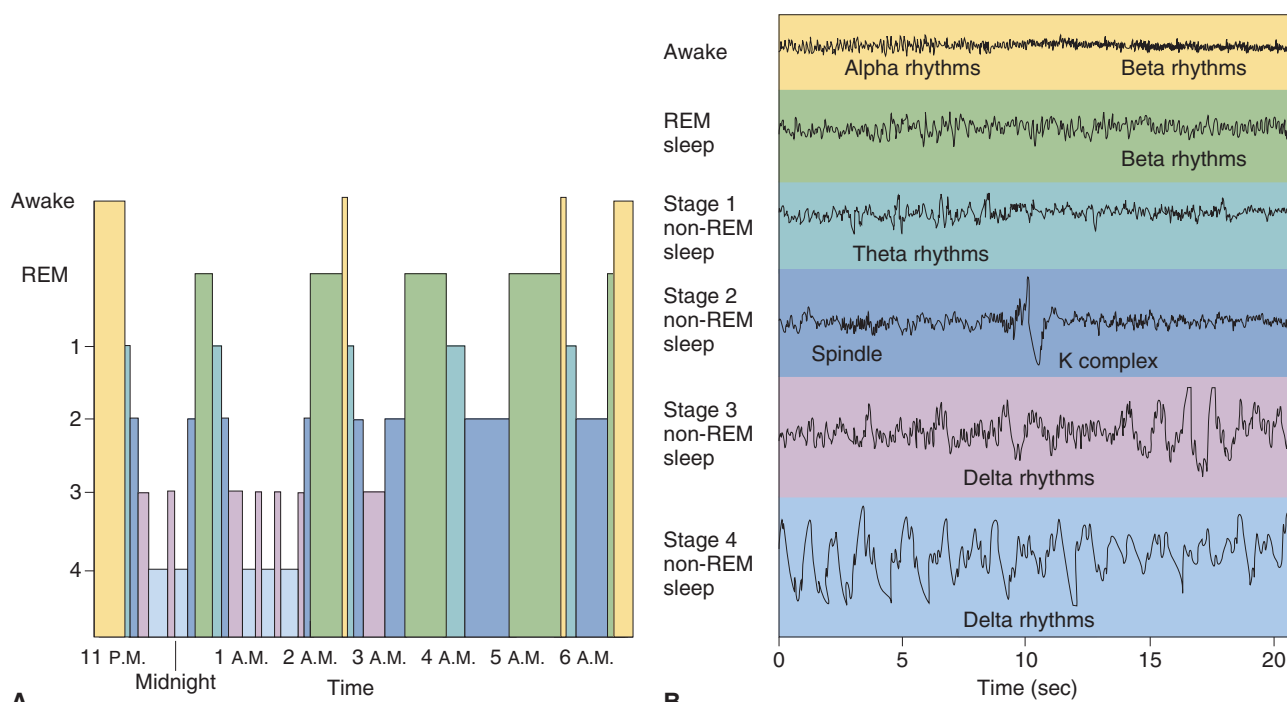 Awake
REM
1
2
3
4
11 P.M.
Midnight
1 A.M.
2 A.M.
3 A.M.
4 A.M.
5 A.M.
6 A.M.
Time
A
Awake
Alpha rhythms
Beta rhythms
REM
sleep
Beta rhythms
Stage 1
non-REM
sleep
Theta rhythms
Stage 2
non-REM
sleep
Spindle
K complex
Stage 3
non-REM
sleep
Delta rhythms
Stage 4
non-REM
sleep
Delta rhythms
0
5
10
15
20
Time (sec)
B